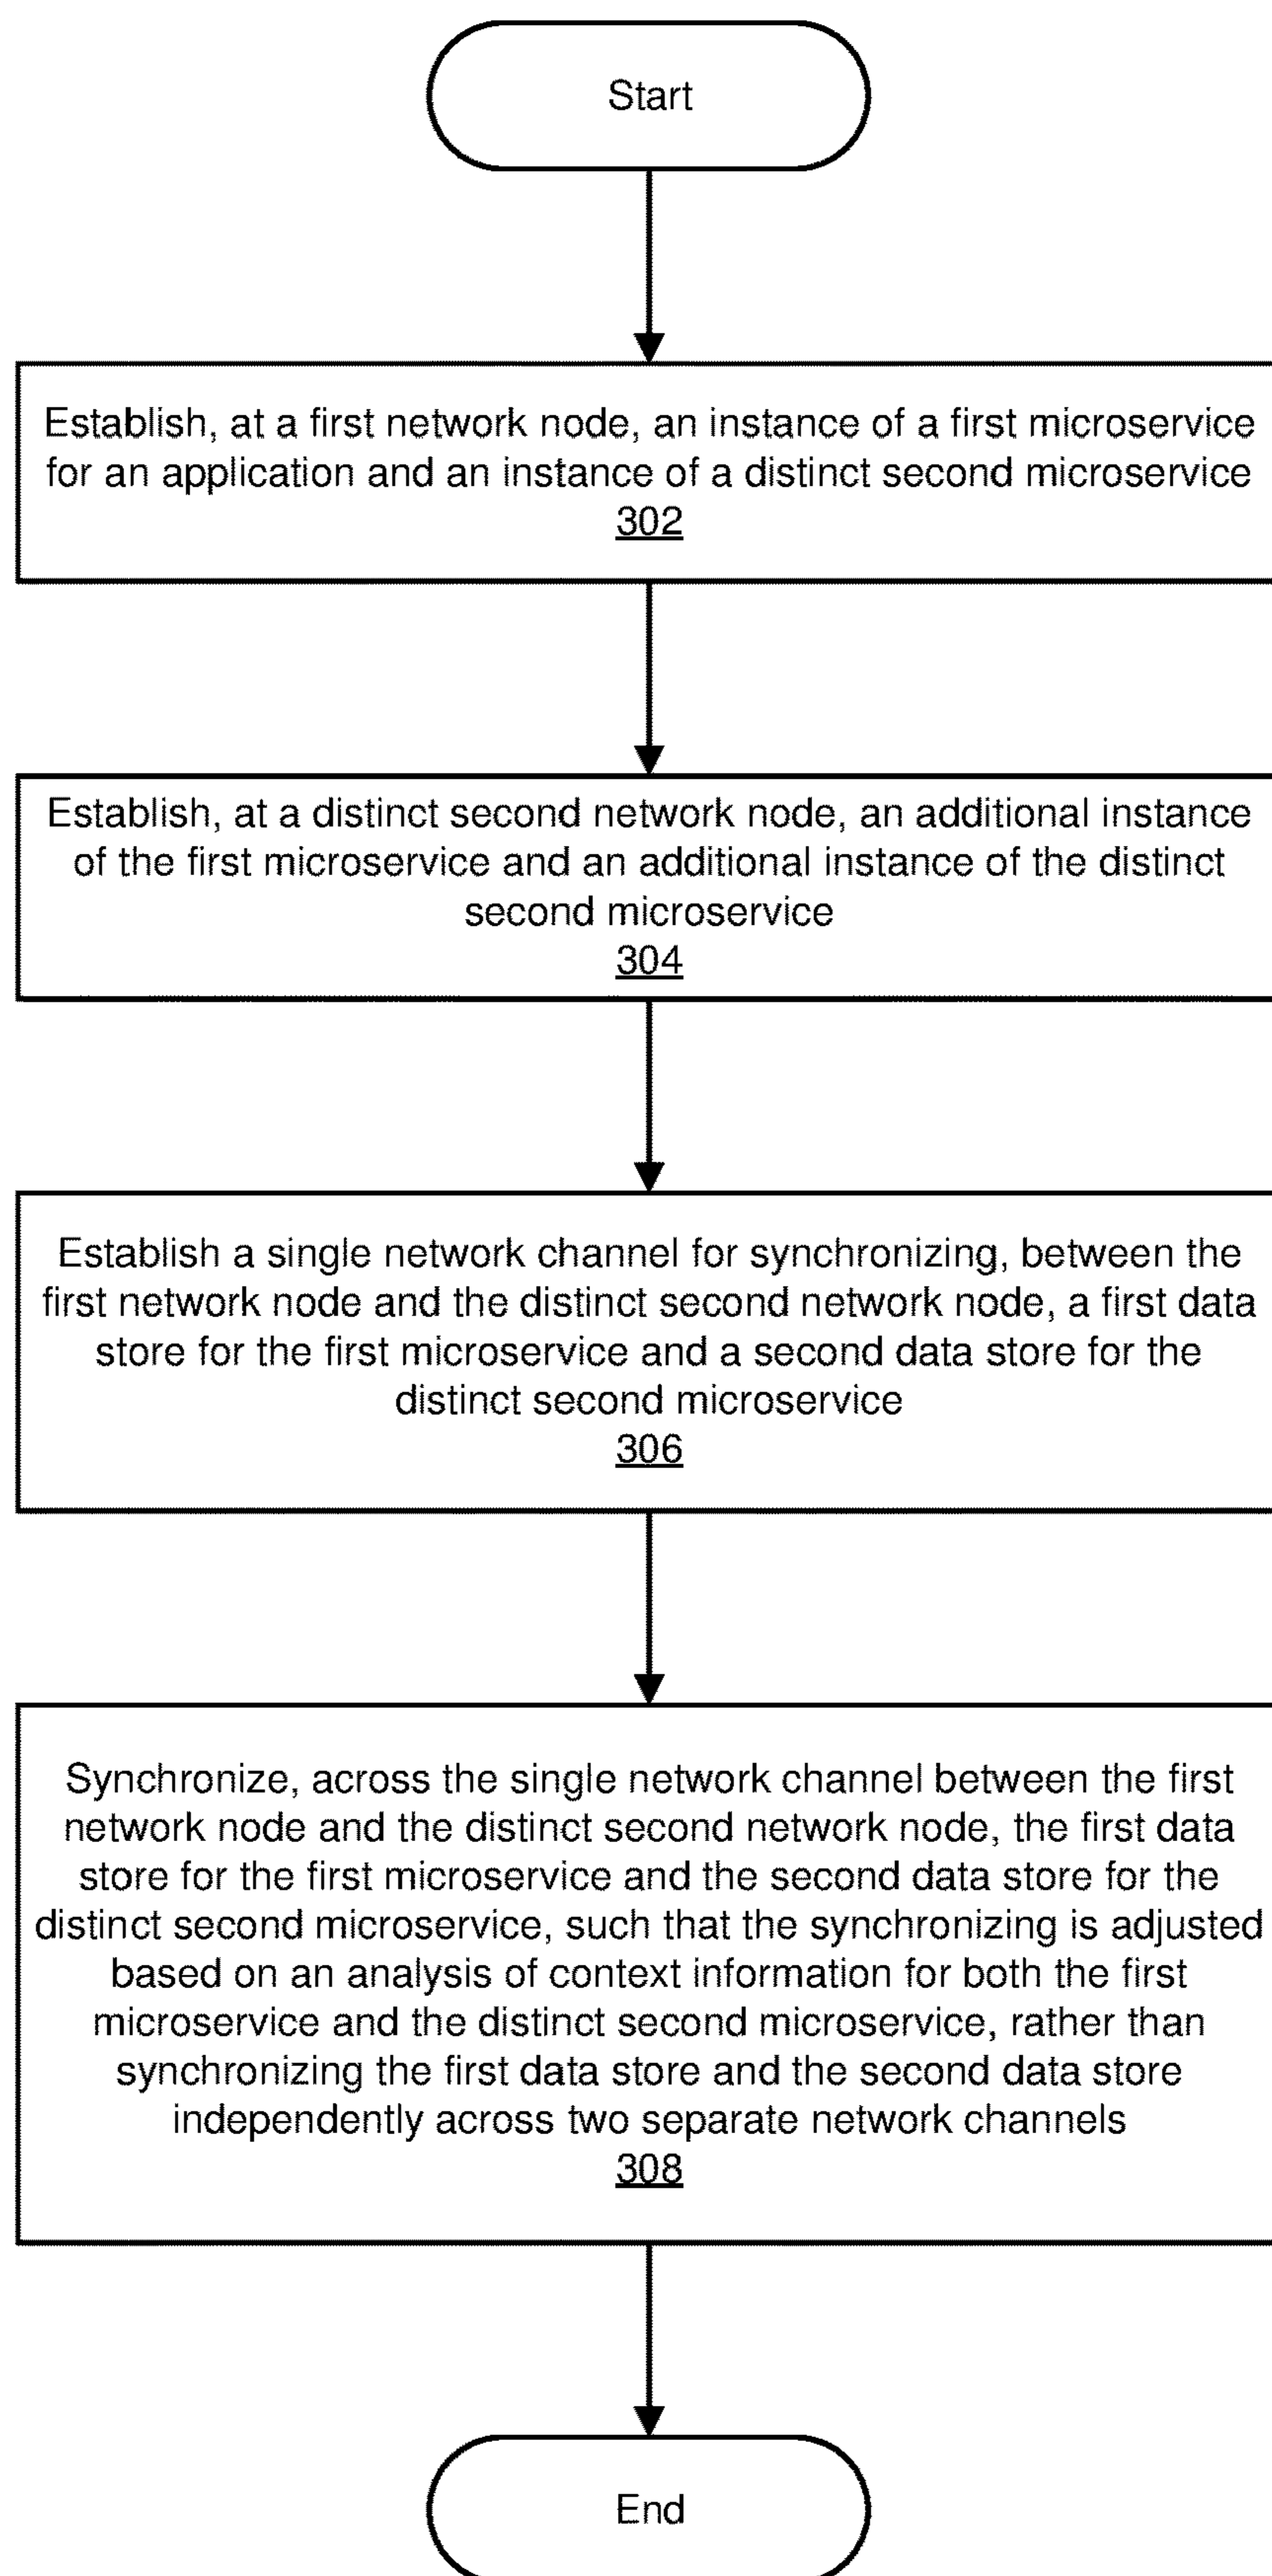 Start
Establish, at a first network node, an instance of a first microservice
for an application and an instance of a distinct second microservice
302
Establish, at a distinct second network node, an additional instance
of the first microservice and an additional instance of the distinct
second microservice
304
Establish a single network channel for synchronizing, between the
first network node and the distinct second network node, a first data
store for the first microservice and a second data store for the
distinct second microservice
306
Synchronize, across the single network channel between the first
network node and the distinct second network node, the first data
store for the first microservice and the second data store for the
distinct second microservice, such that the synchronizing is adjusted
based on an analysis of context information for both the first
microservice and the distinct second microservice, rather than
synchronizing the first data store and the second data store
independently across two separate network channels
308
End